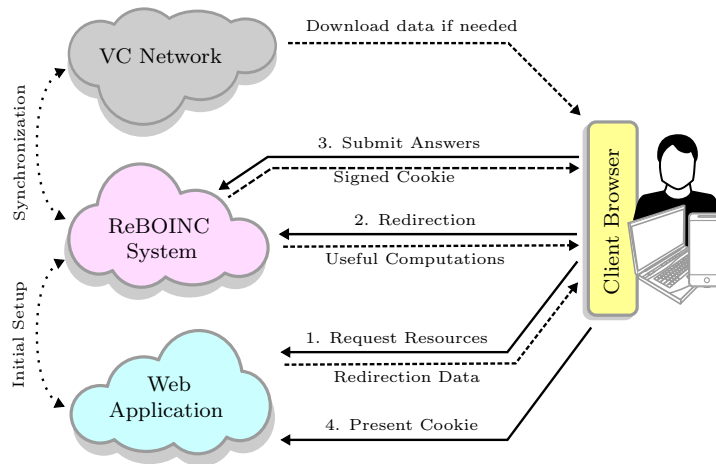 Download data if needed
VC Network
Synchronization
3. Submit Answers
Signed Cookie
ReBOINC
System
2. Redirection
Useful Computations
Client Browser
Initial Setup
1. Request Resources
Redirection Data
Web
Application
4. Present Cookie